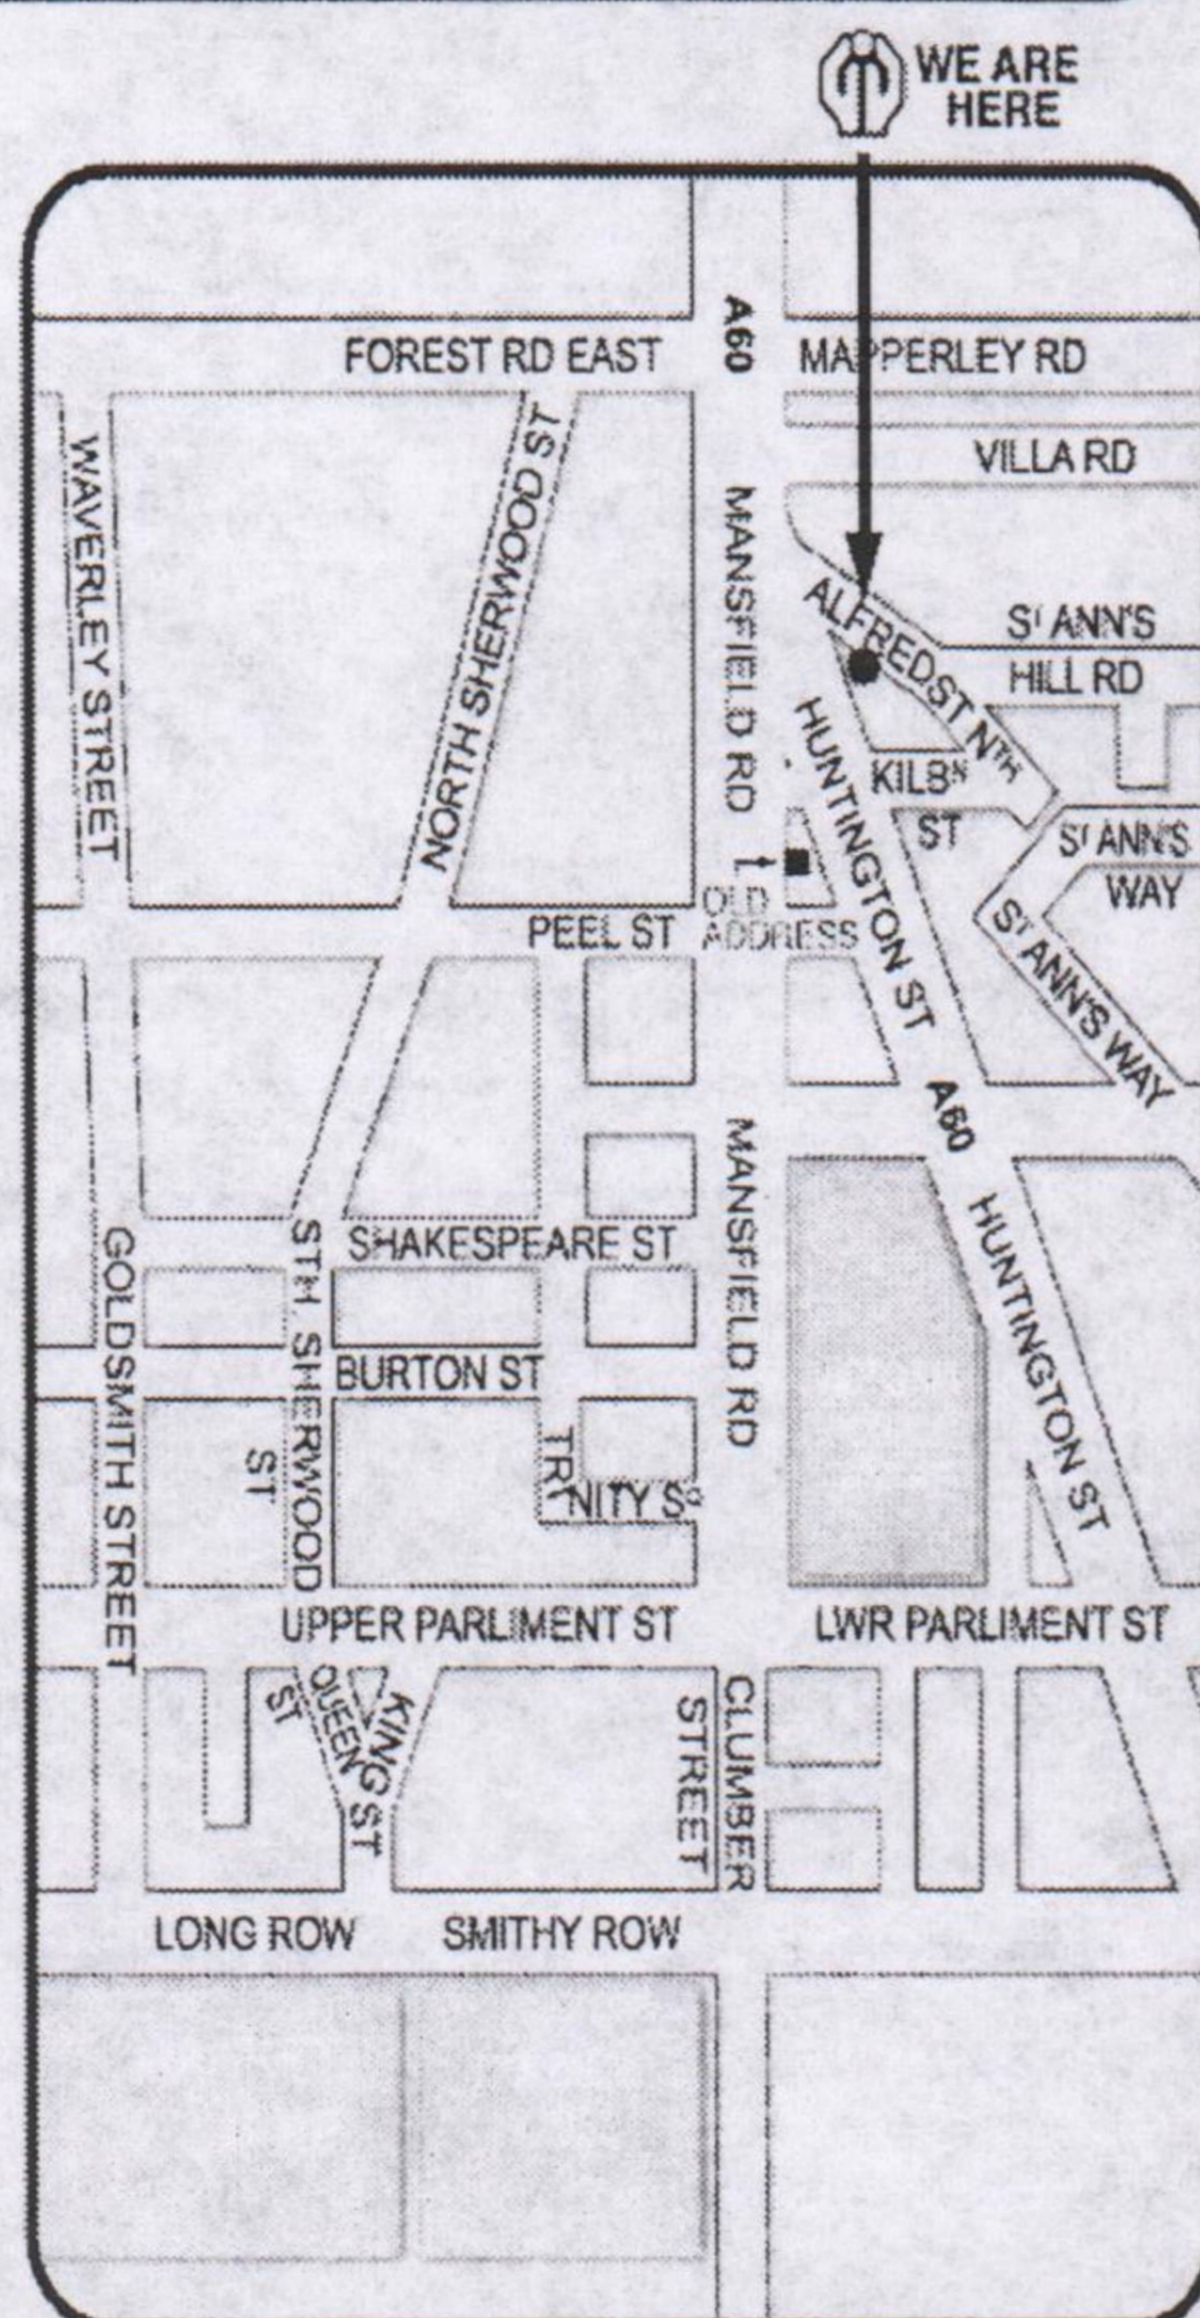 WE ARE
HERE
A60
FOREST RD EAST
MAPPERLEY RD
VILLA RD
WAVERLEY STREET
NORTH SHERWOOD ST
MANSFIELD RD
ALFRED ST NTH
ST ANN'S
HILL RD
HUNTINGTON ST
KILBN
ST
ST ANN'S
WAY
ST ANN'S WAY
OLD
ADDRESS
PEEL ST
A60
MANSFIELD RD
HUNTINGTON ST
GOLDSMITH STREET
STH. SHERWOOD
ST
SHAKESPEARE ST
BURTON ST
TRI
NITY SQ
UPPER PARLIMENT ST
LWR PARLIMENT ST
QUEEN
ST
KING ST
CLUMBER
STREET
LONG ROW
SMITHY ROW